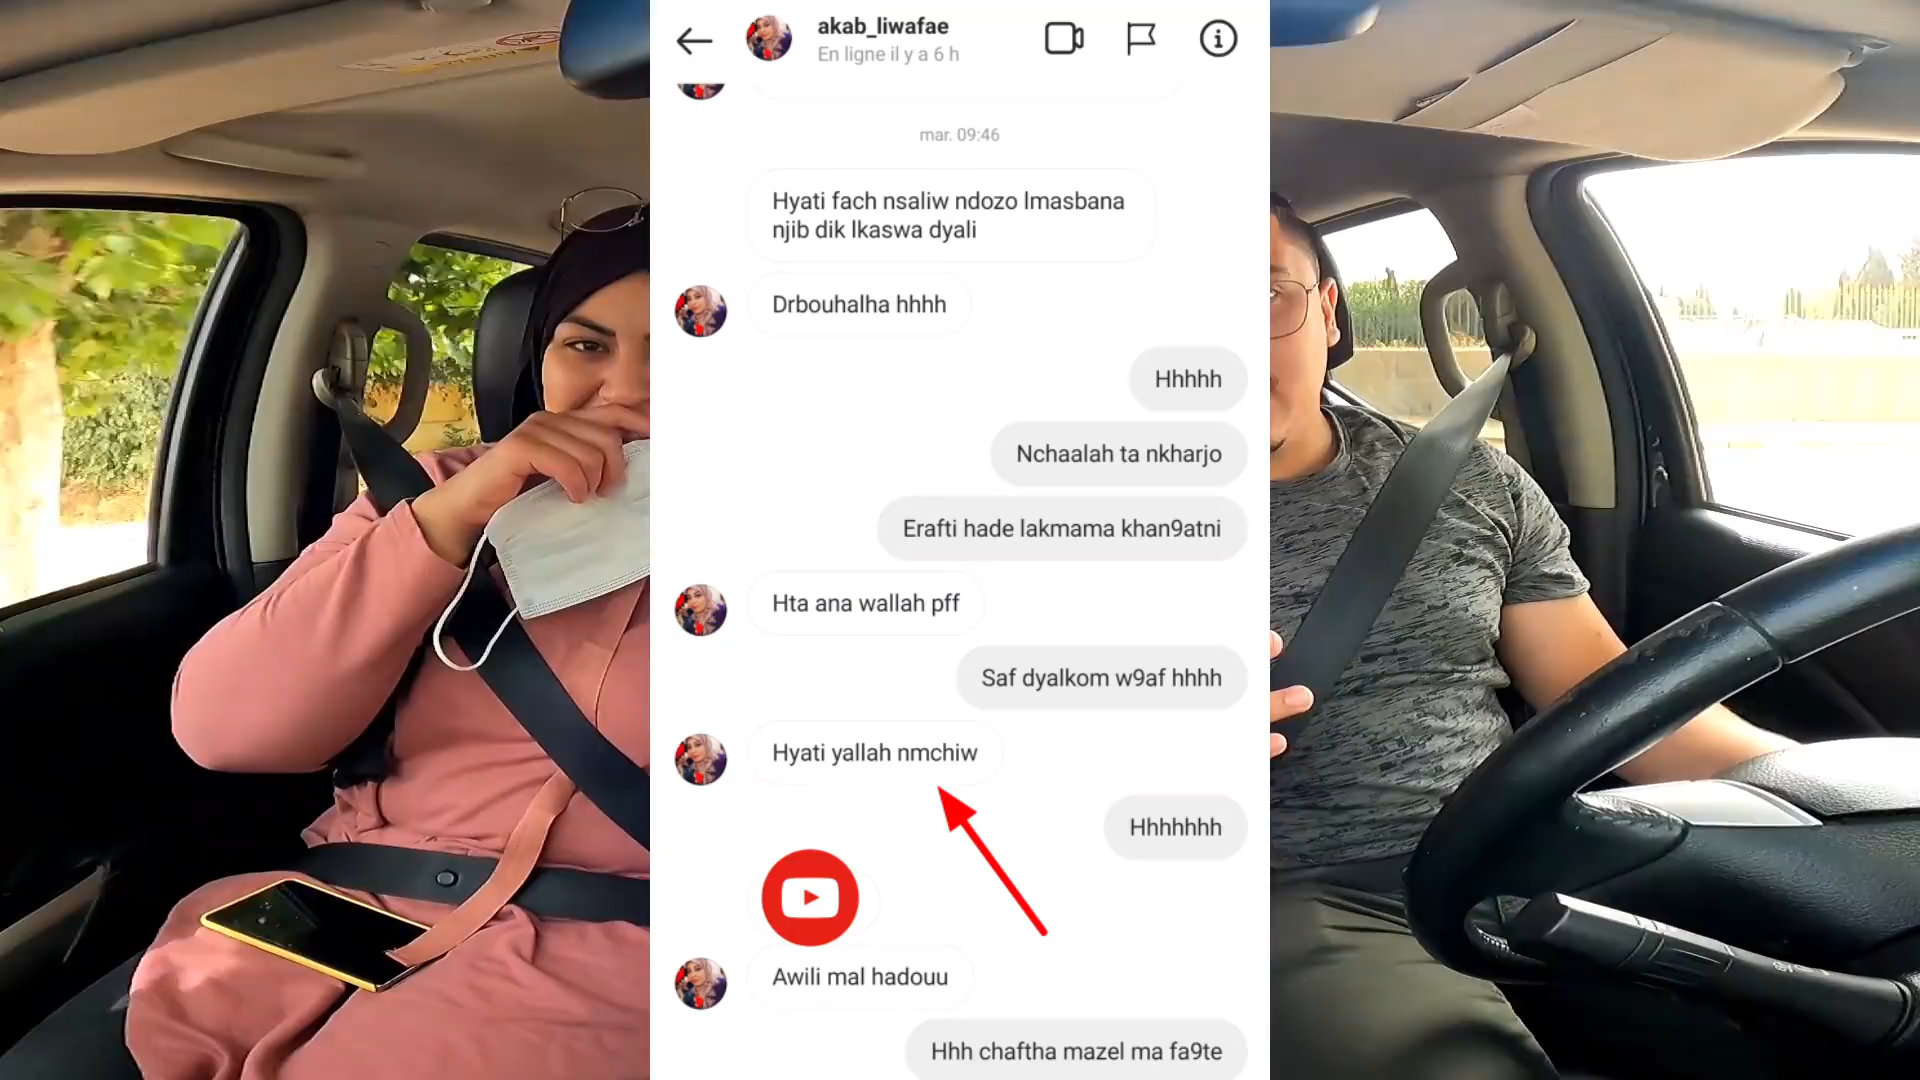 akab_liwafae
En ligne il y a 6 h
mar. 09:46
Hyati fach nsaliw ndozo lmasbana
njib dik lkaswa dyali
Drbouhalha hhhh
Hhhhh
Nchaalah ta nkharjo
Erafti hade lakmama khan9atni
Hta ana wallah pff
Saf dyalkom w9af hhhh
Hyati yallah nmchiw
Hhhhhhh
Awili mal hadouu
Hhh chaftha mazel ma fa9te